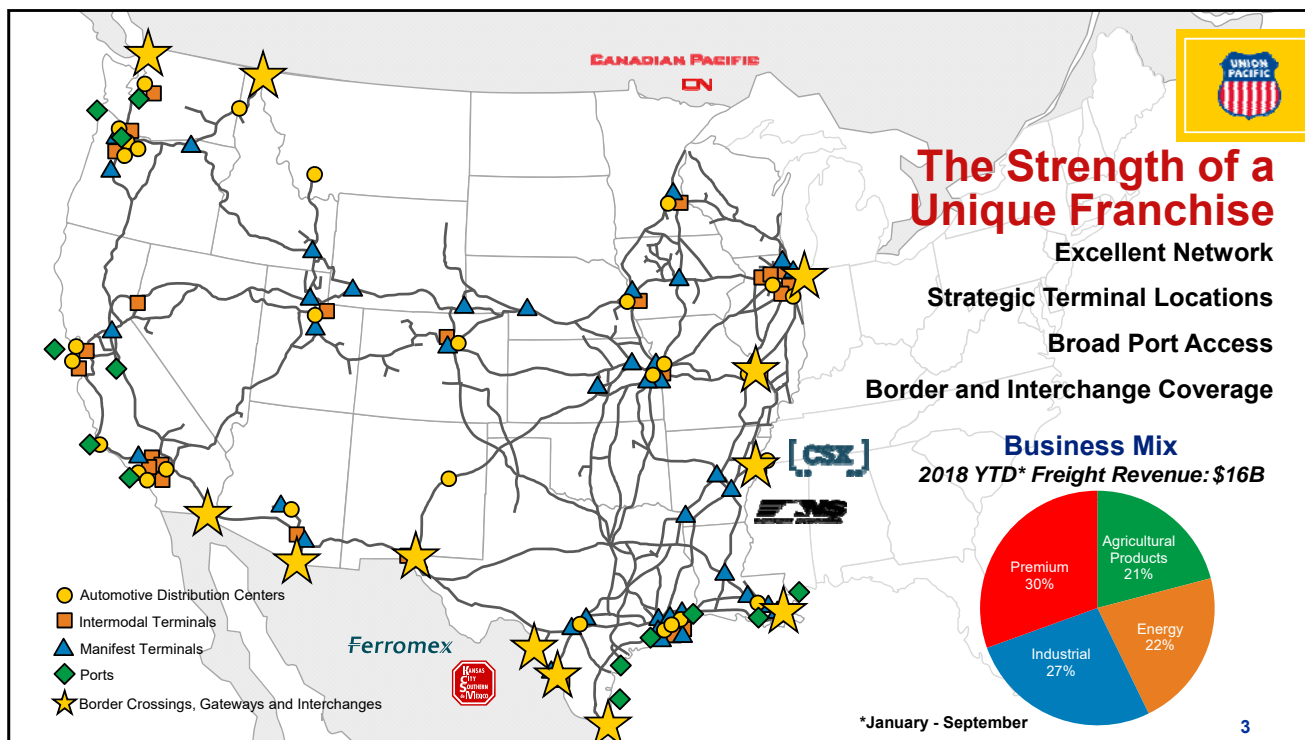 CANADIAN PACIFIC
CN
UNION
PACIFIC
The Strength of a
Unique Franchise
Excellent Network
Strategic Terminal Locations
Broad Port Access
Border and Interchange Coverage
CSX
NS
Business Mix
2018 YTD* Freight Revenue: $16B
Premium
30%
Agricultural
Products
21%
Industrial
27%
Energy
22%
Automotive Distribution Centers
Intermodal Terminals
Manifest Terminals
Ports
Border Crossings, Gateways and Interchanges
Ferromex
KANSAS
CITY
SOUTHERN
DE MÉXICO
*January - September
3